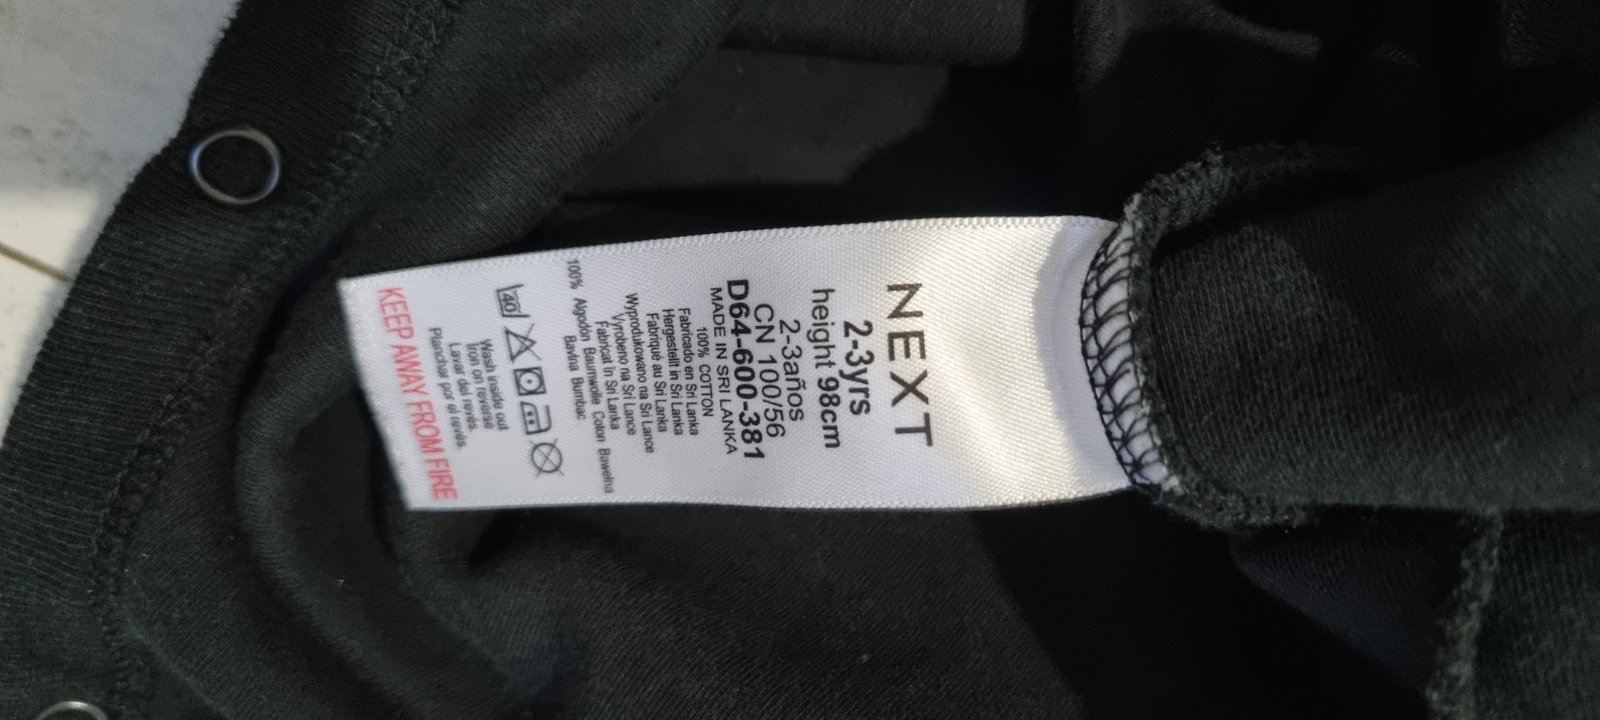 NEXT
2-3yrs
height 98cm
2-3años
CN 100/56
D64-600-381
MADE IN SRI LANKA
100% COTTON
Fabricado en Sri Lanka
Hergestellt in Sri Lanka
Fabriqué au Sri Lanka
Wyprodukowano na Sri Lance
Vyrobeno na Sri Lance
Fabricat în Sri Lanka
100% Algodón Baumwolle Coton Bawełna
Bavlna Bumbac
40
Wash inside out
Iron on reverse
Lavar del revés.
Planchar por el revés.
KEEP AWAY FROM FIRE